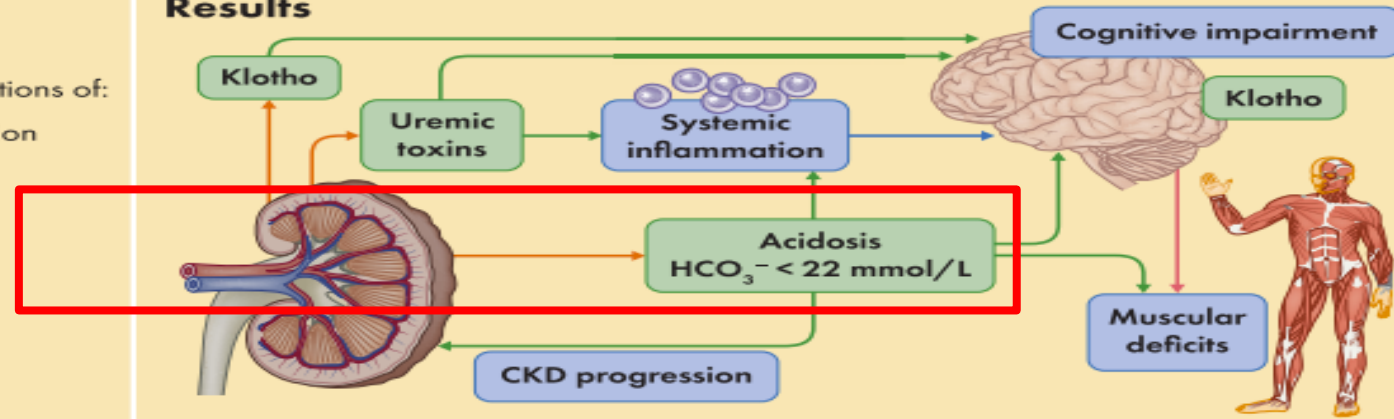 Results
tions of:
on
Klotho
Uremic
toxins
Systemic
inflammation
Cognitive impairment
Klotho
Acidosis
HCO₃⁻ < 22 mmol/L
Muscular
deficits
CKD progression